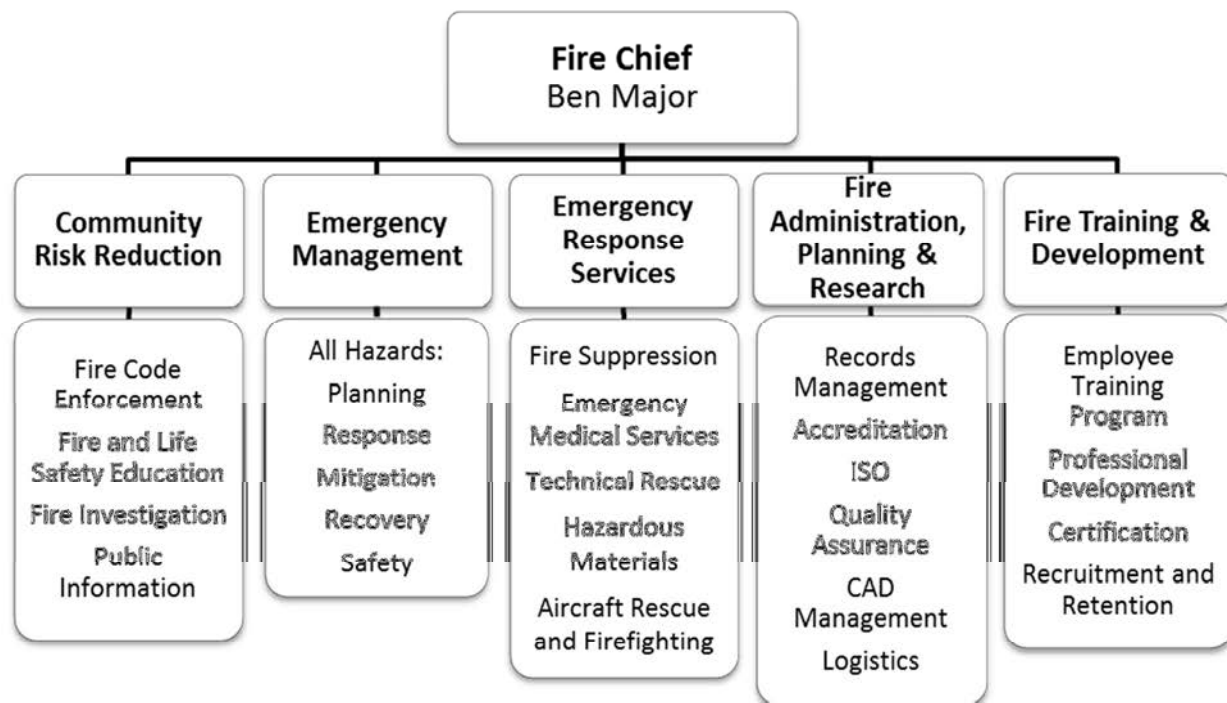 Fire Chief
Ben Major
Community
Risk Reduction
Fire Code
Enforcement
Fire and Life
Safety Education
Fire Investigation
Public
Information
Emergency
Management
All Hazards:
Planning
Response
Mitigation
Recovery
Safety
Emergency
Response
Services
Fire Suppression
Emergency
Medical Services
Technical Rescue
Hazardous
Materials
Aircraft Rescue
and Firefighting
Fire
Administration,
Planning &
Research
Records
Management
Accreditation
ISO
Quality
Assurance
CAD
Management
Logistics
Fire Training &
Development
Employee
Training
Program
Professional
Development
Certification
Recruitment and
Retention